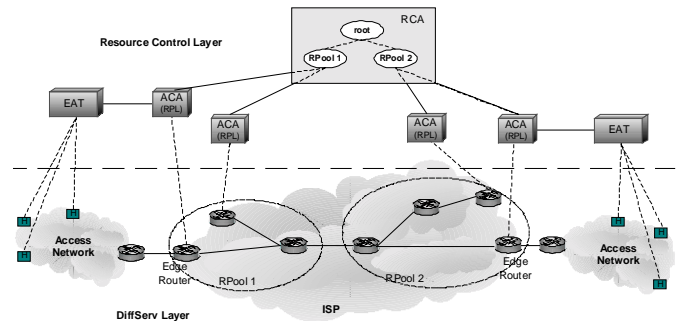 RCA
root
Resource Control Layer
RPool 1
RPool 2
EAT
ACA
(RPL)
ACA
(RPL)
ACA
(RPL)
ACA
(RPL)
EAT
H
H
H
H
H
H
Access
Network
Edge
Router
RPool 1
RPool 2
Edge
Router
Access
Network
ISP
DiffServ Layer